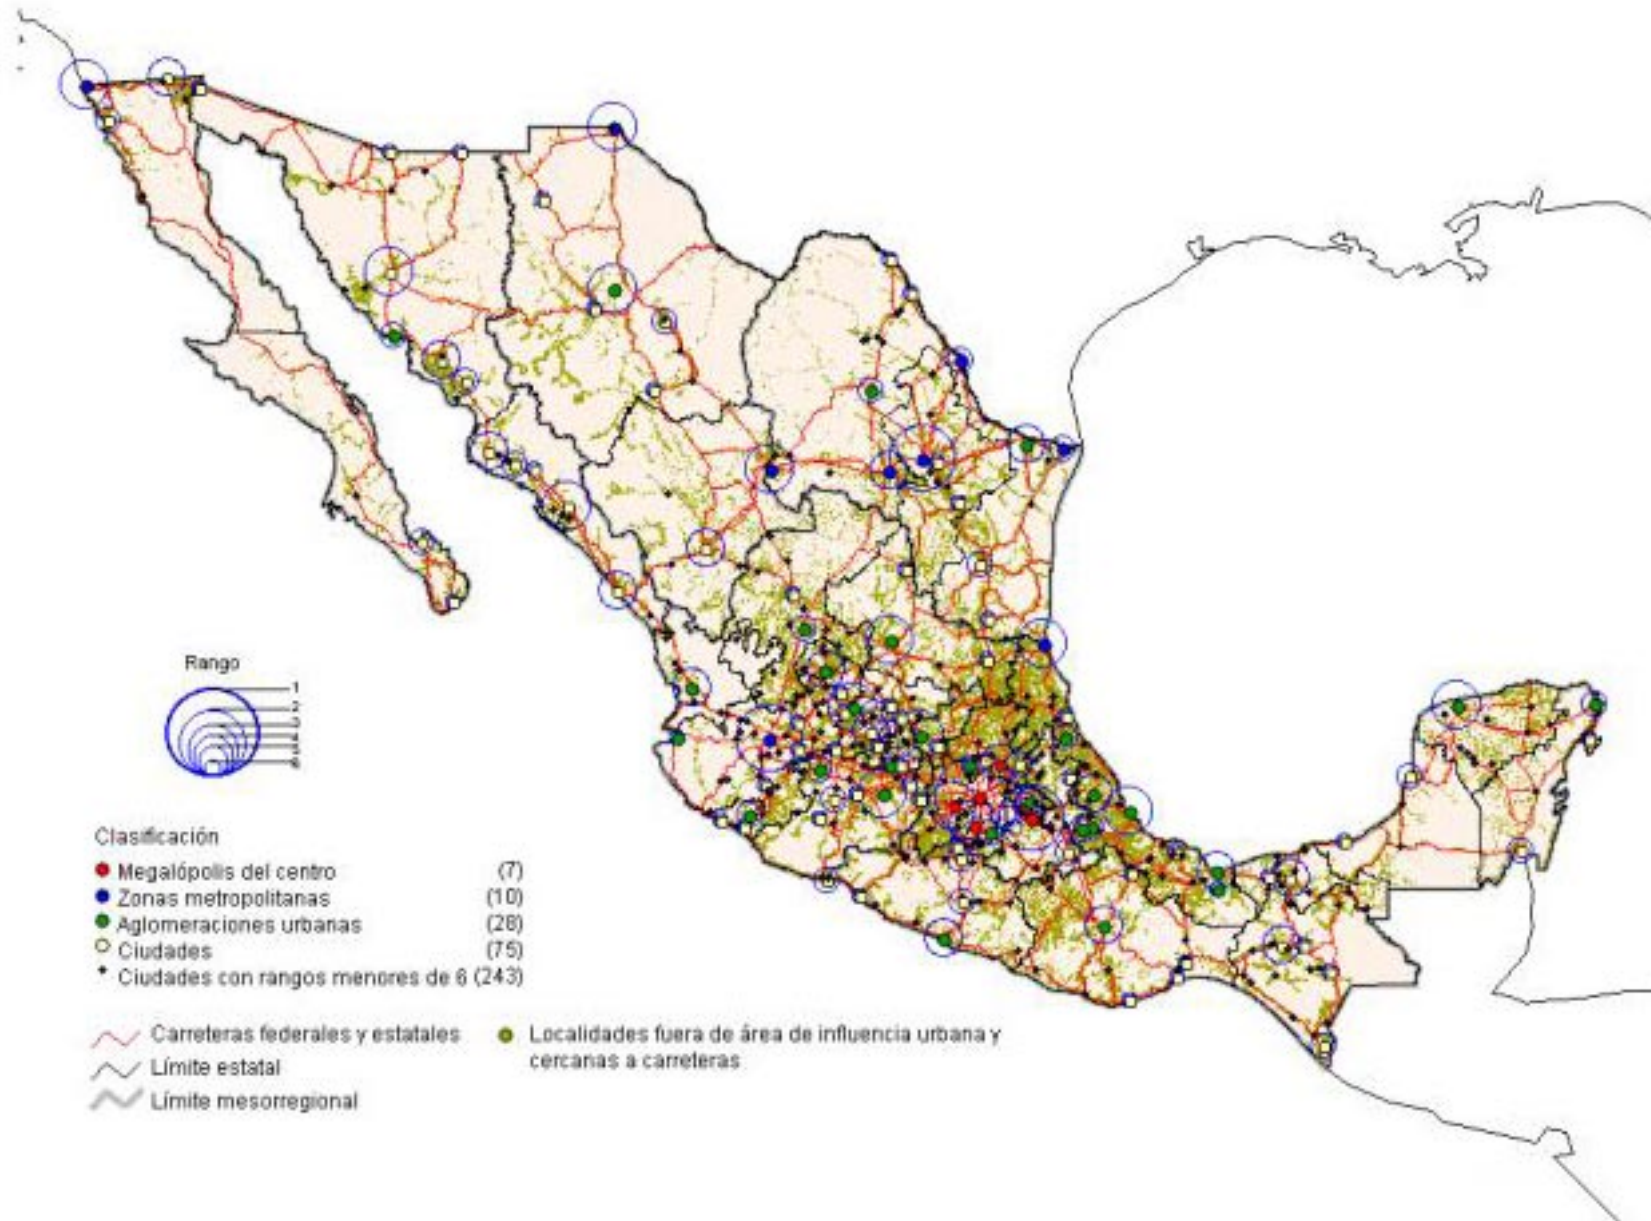 Rango
1
2
3
4
Clasificación
Megalópolis del centro (7)
Zonas metropolitanas (10)
Aglomeraciones urbanas (28)
Ciudades (75)
Ciudades con rangos menores de 6 (243)
Carreteras federales y estatales
Límite estatal
Límite mesorregional
Localidades fuera de área de influencia urbana y
cercanas a carreteras